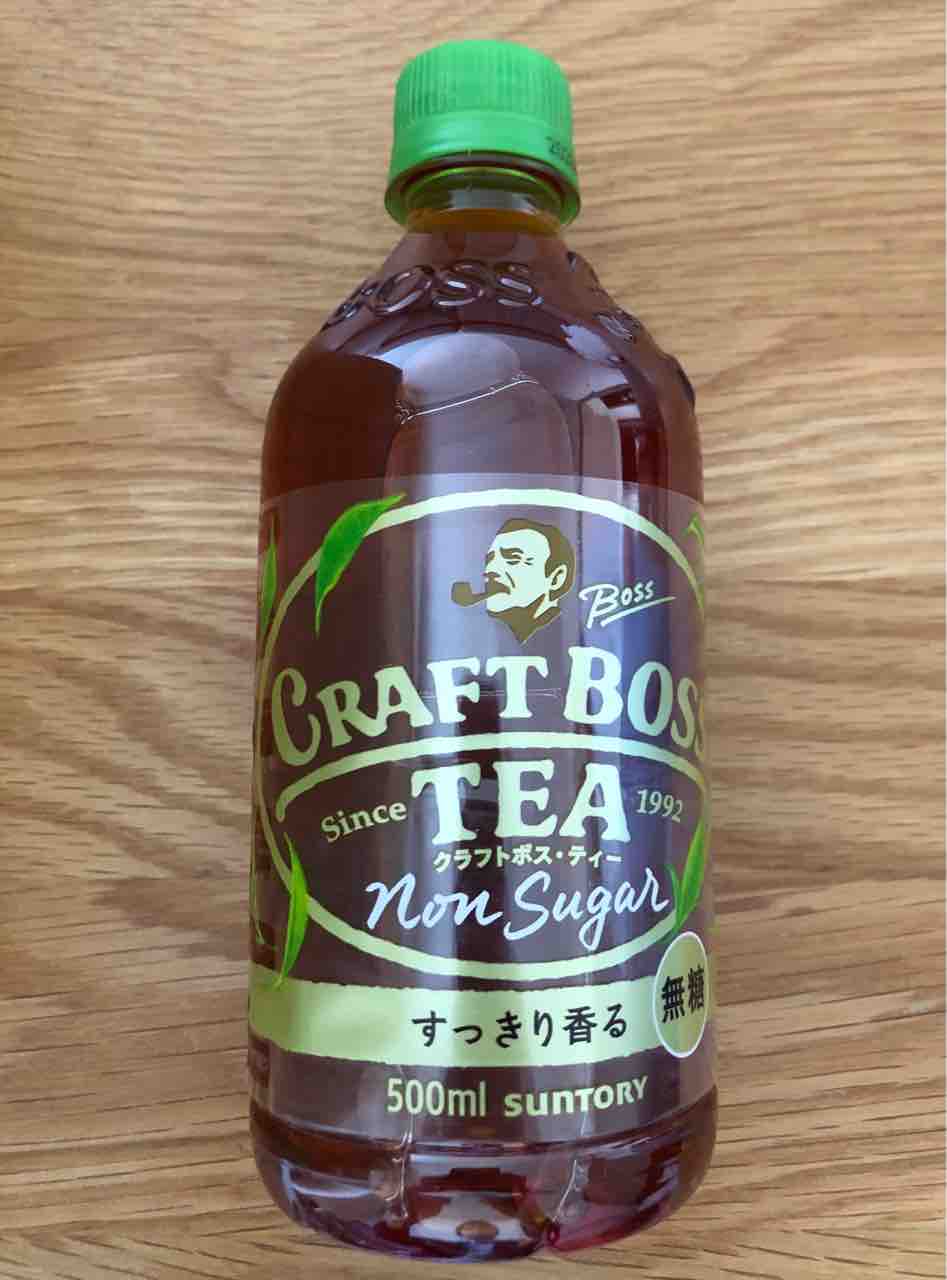 BOSS
Boss
CRAFT BOSS
Since TEA 1992
クラフトボス・ティー
Non Sugar
無糖
すっきり香る
500ml SUNTORY